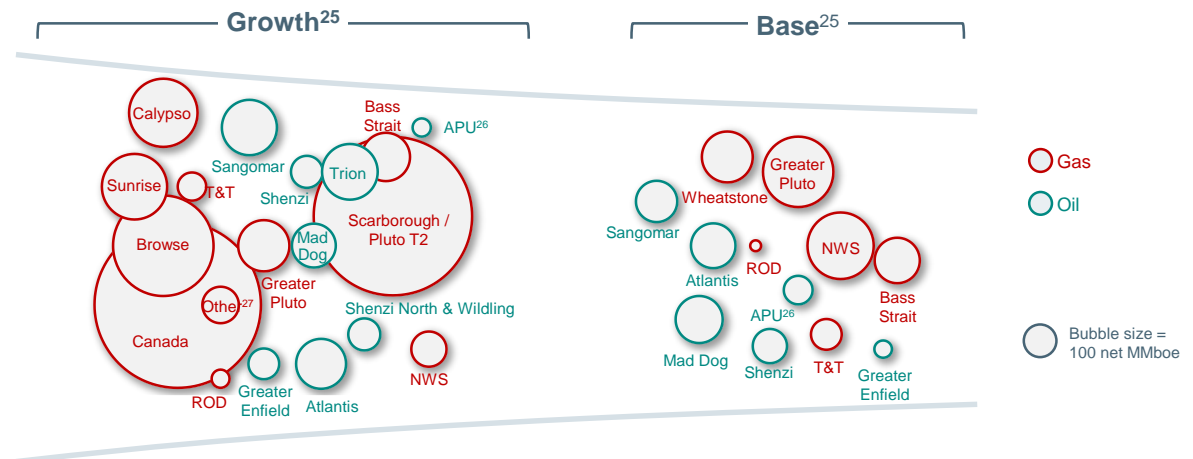 Growth25
Base25
Calypso
Sangomar
Bass
Strait
APU26
Sunrise
T&T
Shenzi
Trion
Scarborough /
Pluto T2
Browse
Mad
Dog
Greater
Pluto
Other27
Canada
Shenzi North & Wildling
NWS
ROD
Greater
Enfield
Atlantis
Wheatstone
Greater
Pluto
Sangomar
Atlantis
ROD
NWS
Bass
Strait
APU26
Mad Dog
Shenzi
T&T
Greater
Enfield
Gas
Oil
Bubble size =
100 net MMboe